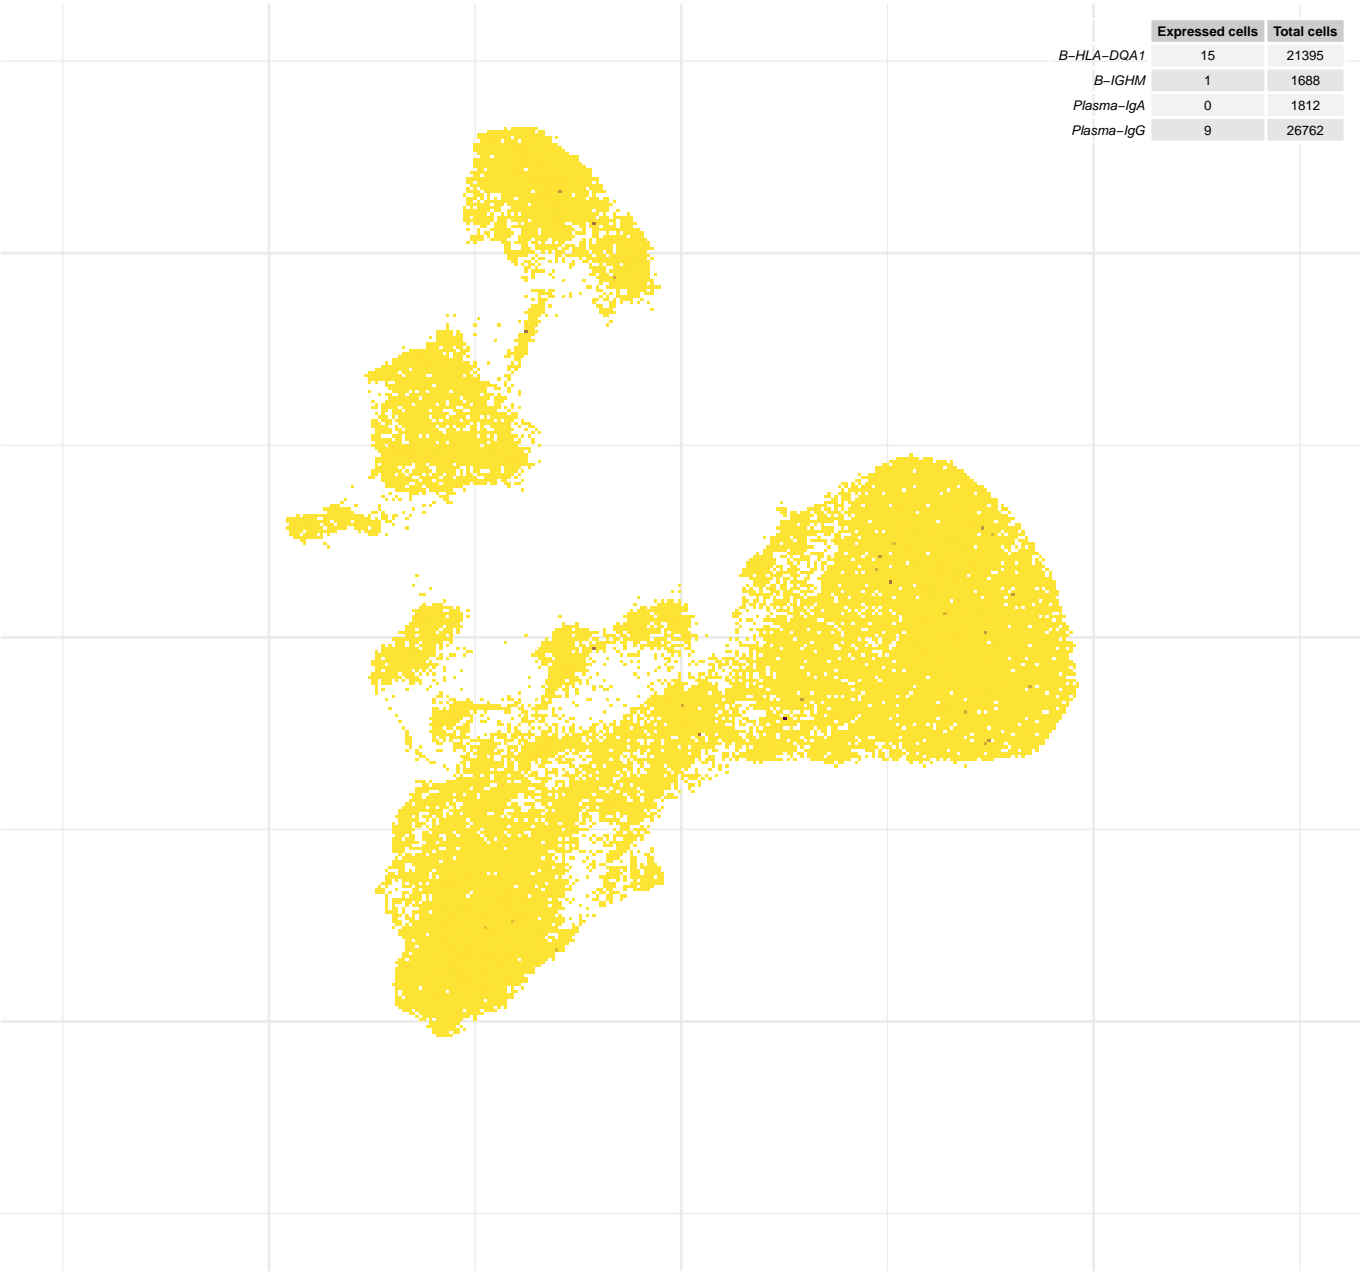 Expressed cells Total cells
B−HLA−DQA1 15 21395
B−IGHM 1 1688
Plasma−IgA 0 1812
Plasma−IgG 9 26762